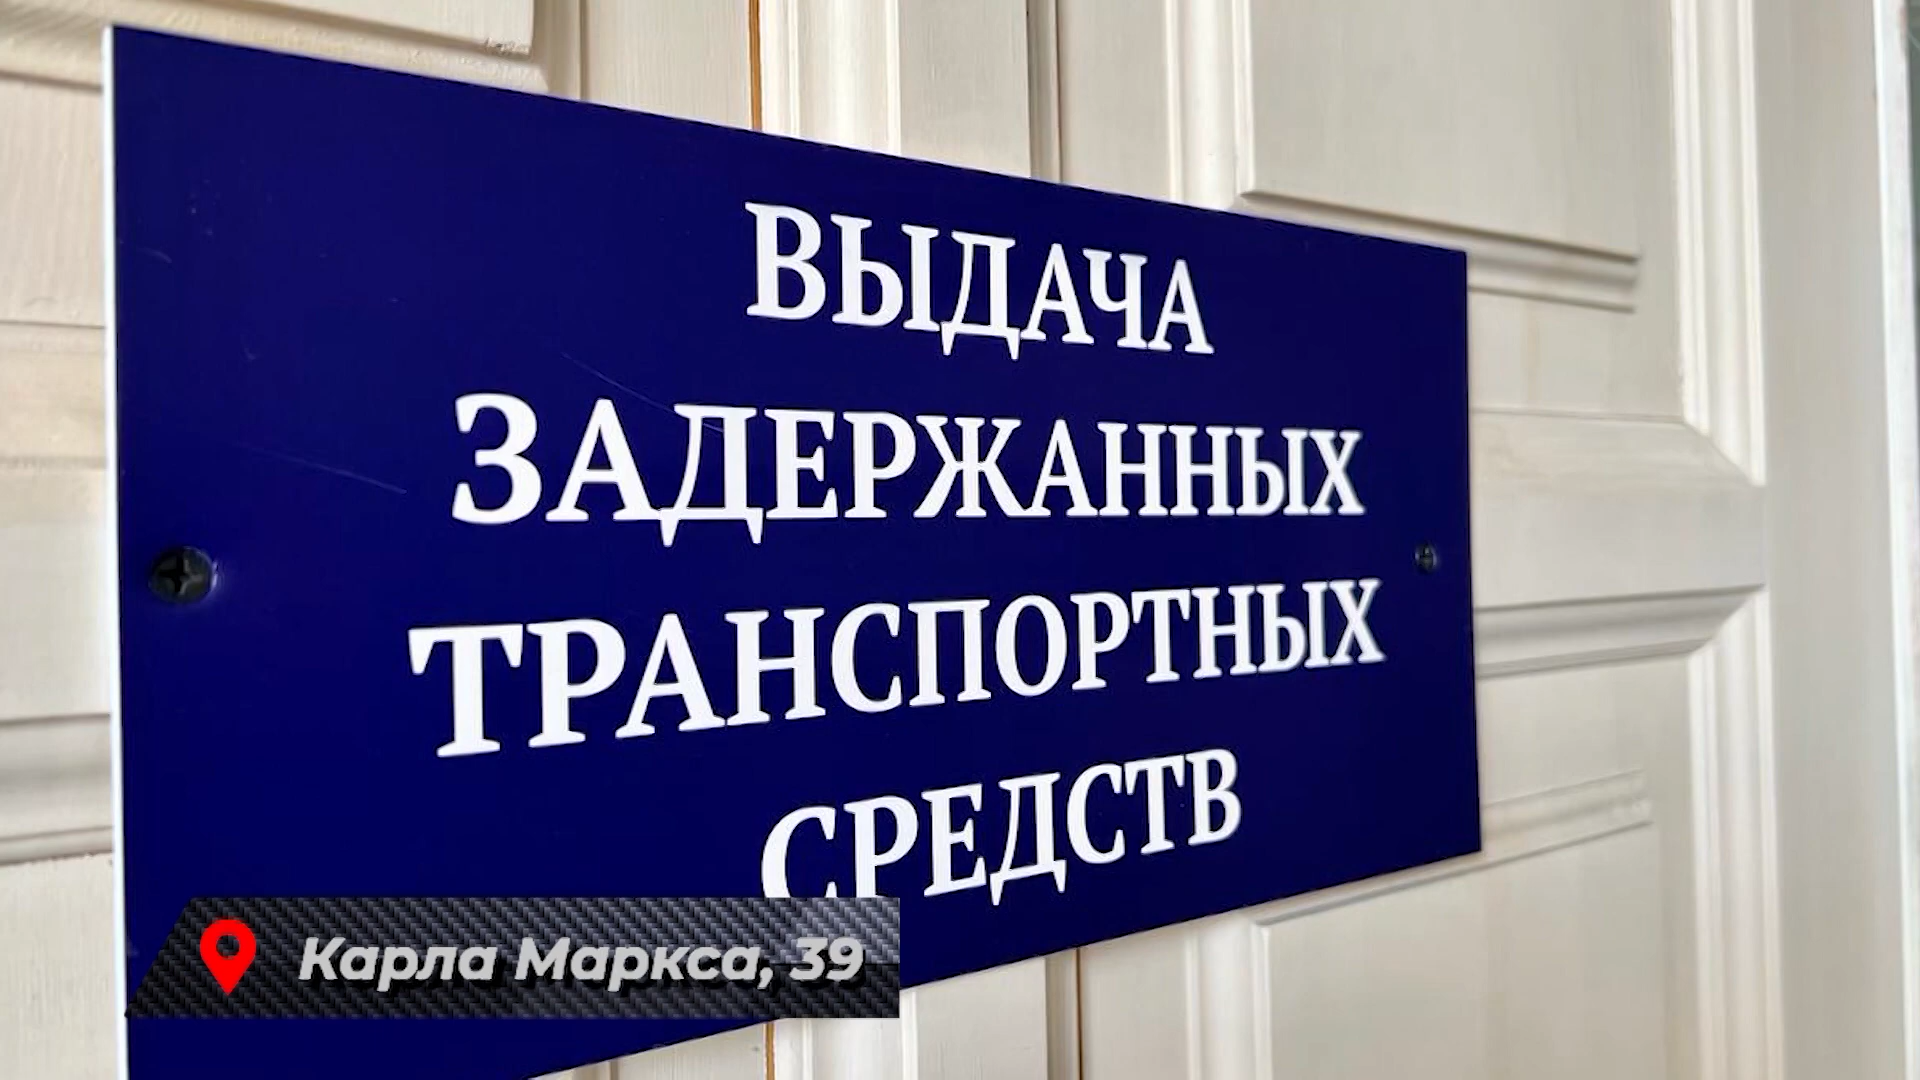 ВЫДАЧА
ЗАДЕРЖАННЫХ
ТРАНСПОРТНЫХ
СРЕДСТВ
Карла Маркса, 39